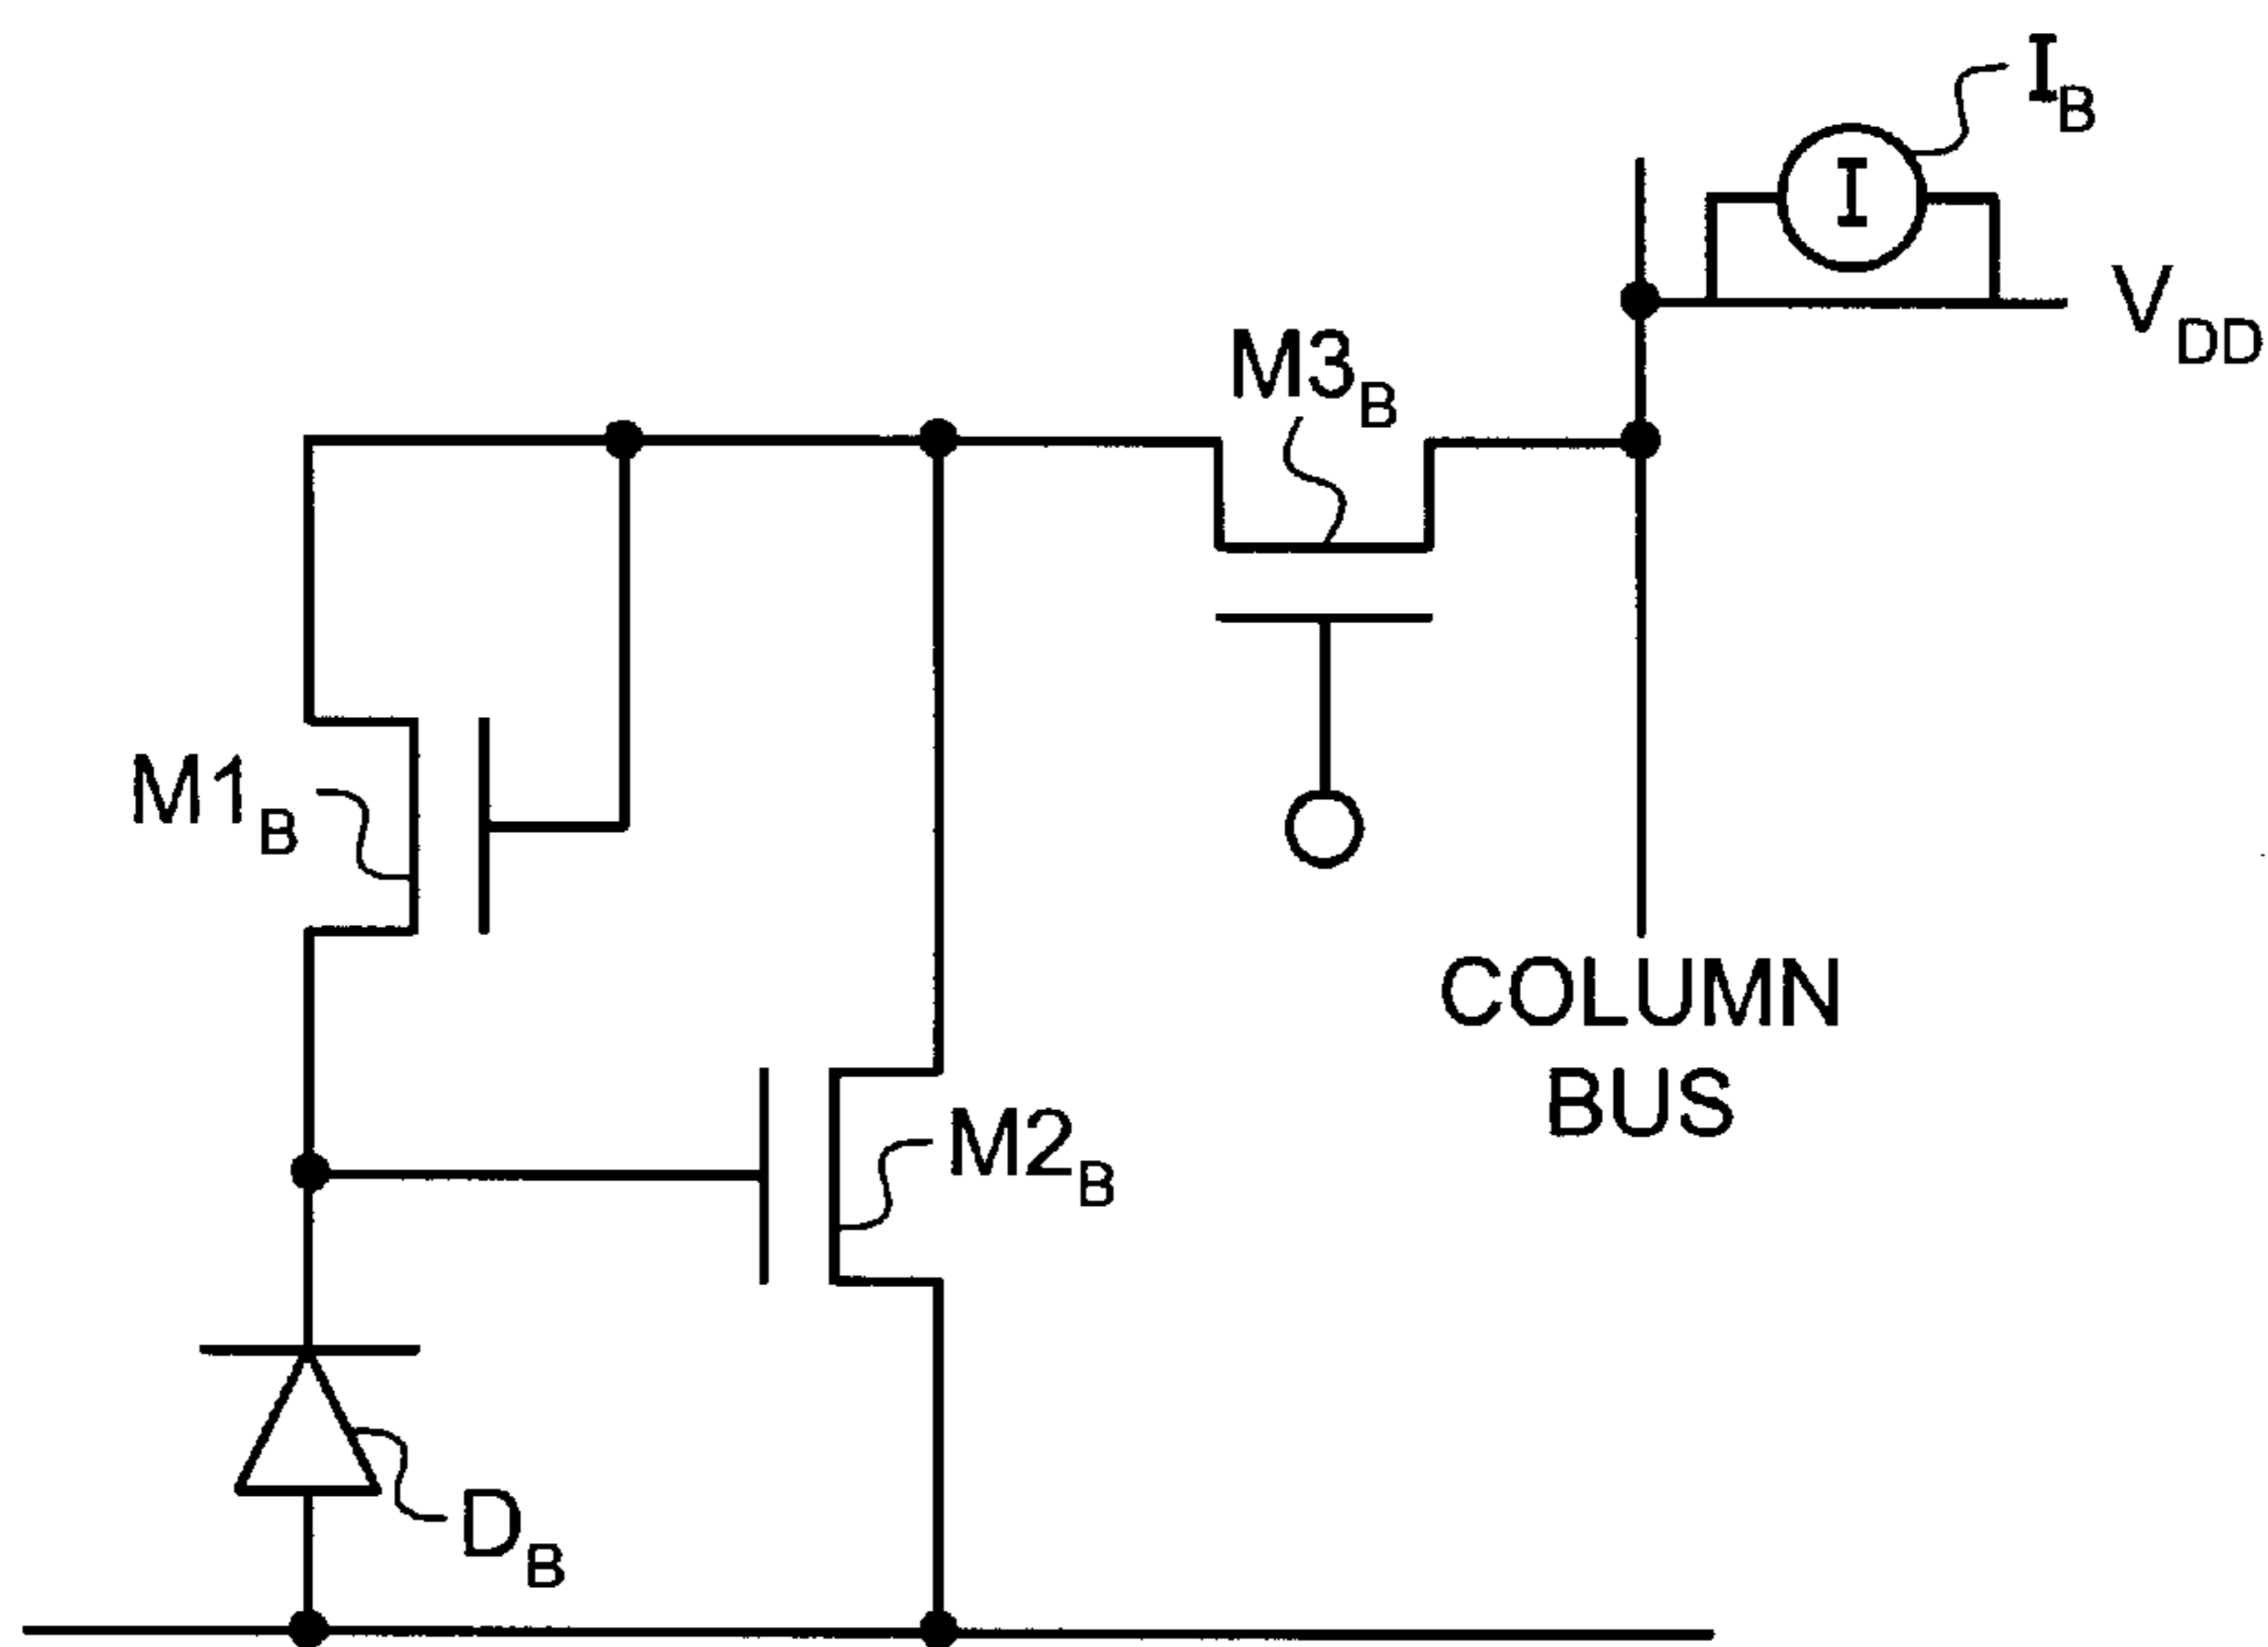 I_B
I
V_DD
M3_B
M1_B
COLUMN
BUS
M2_B
D_B